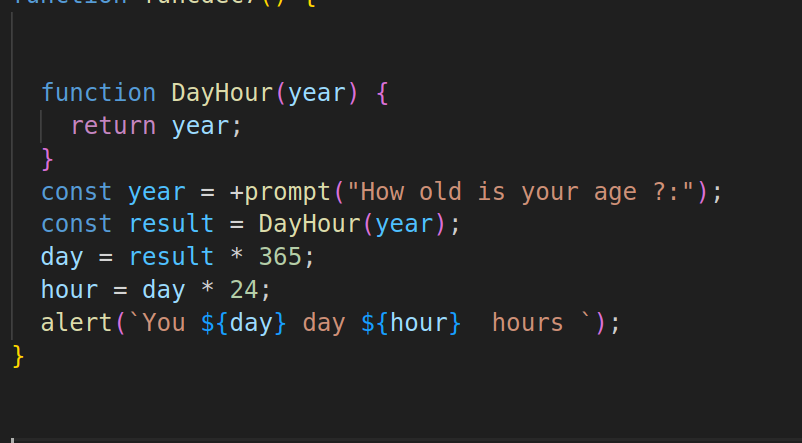 function DayHour(year) {
return year;
}
const year = +prompt("How old is your age ?:");
const result = DayHour(year);
day = result * 365;
hour = day * 24;
alert(`You ${day} day ${hour}  hours `);
}